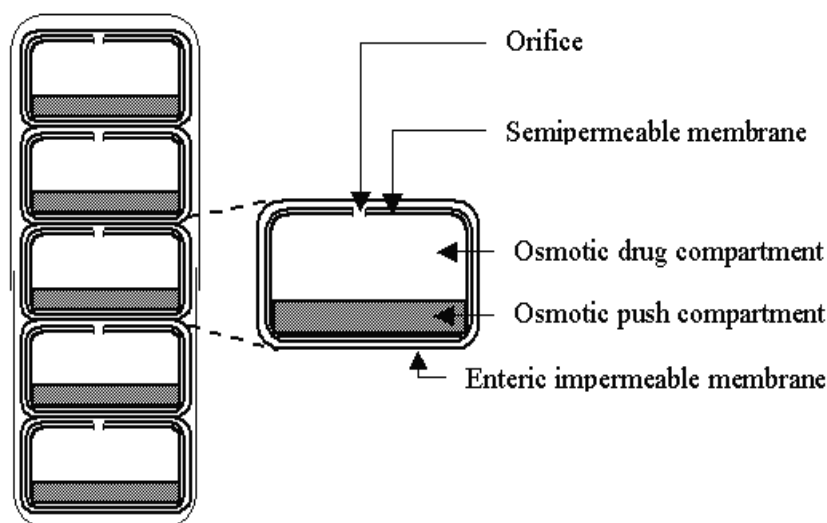 Orifice
Semipermeable membrane
Osmotic drug compartment
Osmotic push compartment
Enteric impermeable membrane